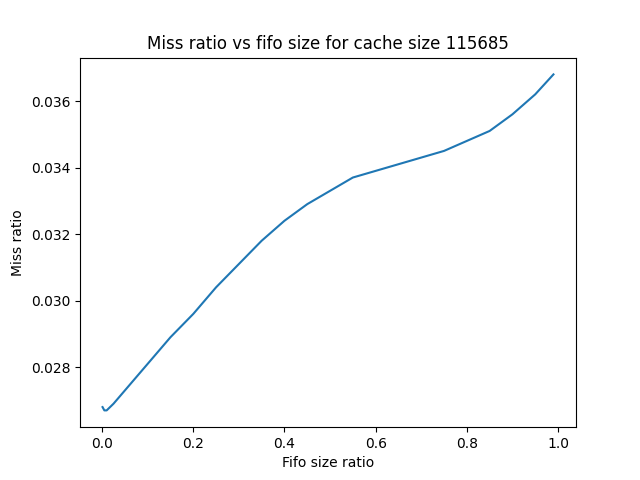 Miss ratio vs fifo size for cache size 115685
Miss ratio
0.036
0.034
0.032
0.030
0.028
0.0 0.2 0.4 0.6 0.8 1.0
Fifo size ratio